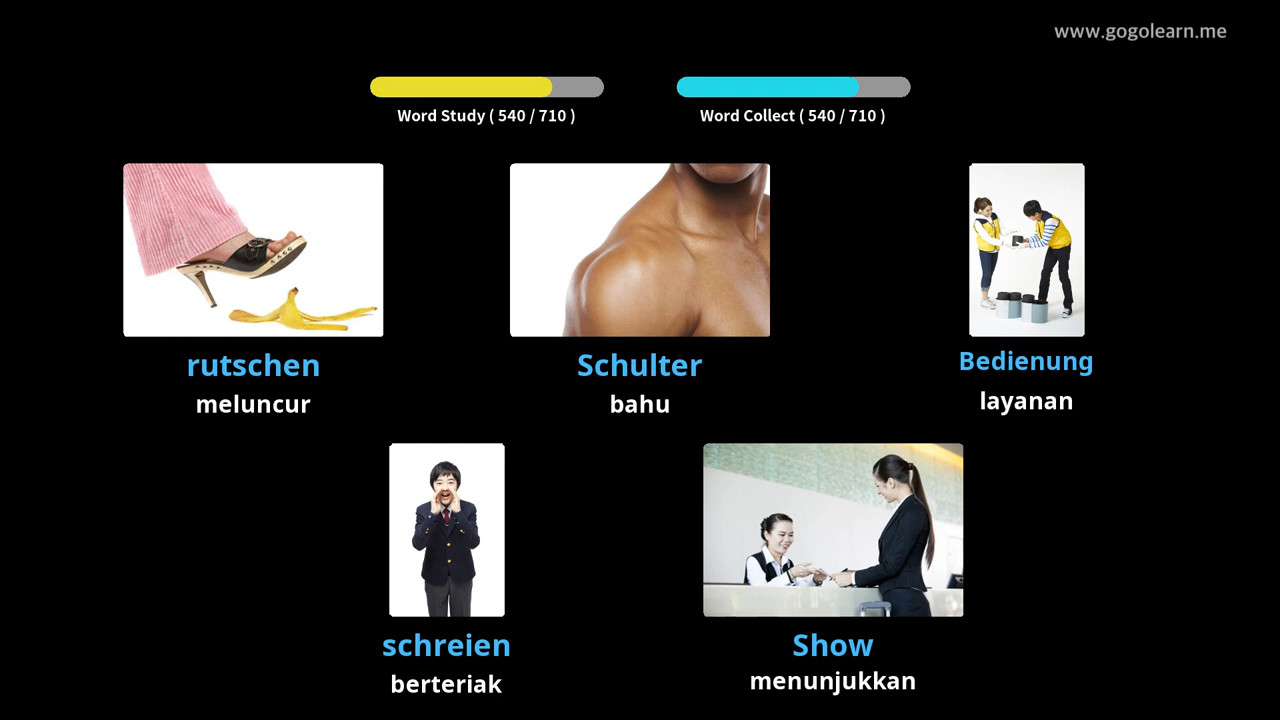 www.gogolearn.me
Word Study ( 540 / 710 )
Word Collect ( 540 / 710 )
rutschen
meluncur
Schulter
bahu
Bedienung
layanan
schreien
berteriak
Show
menunjukkan